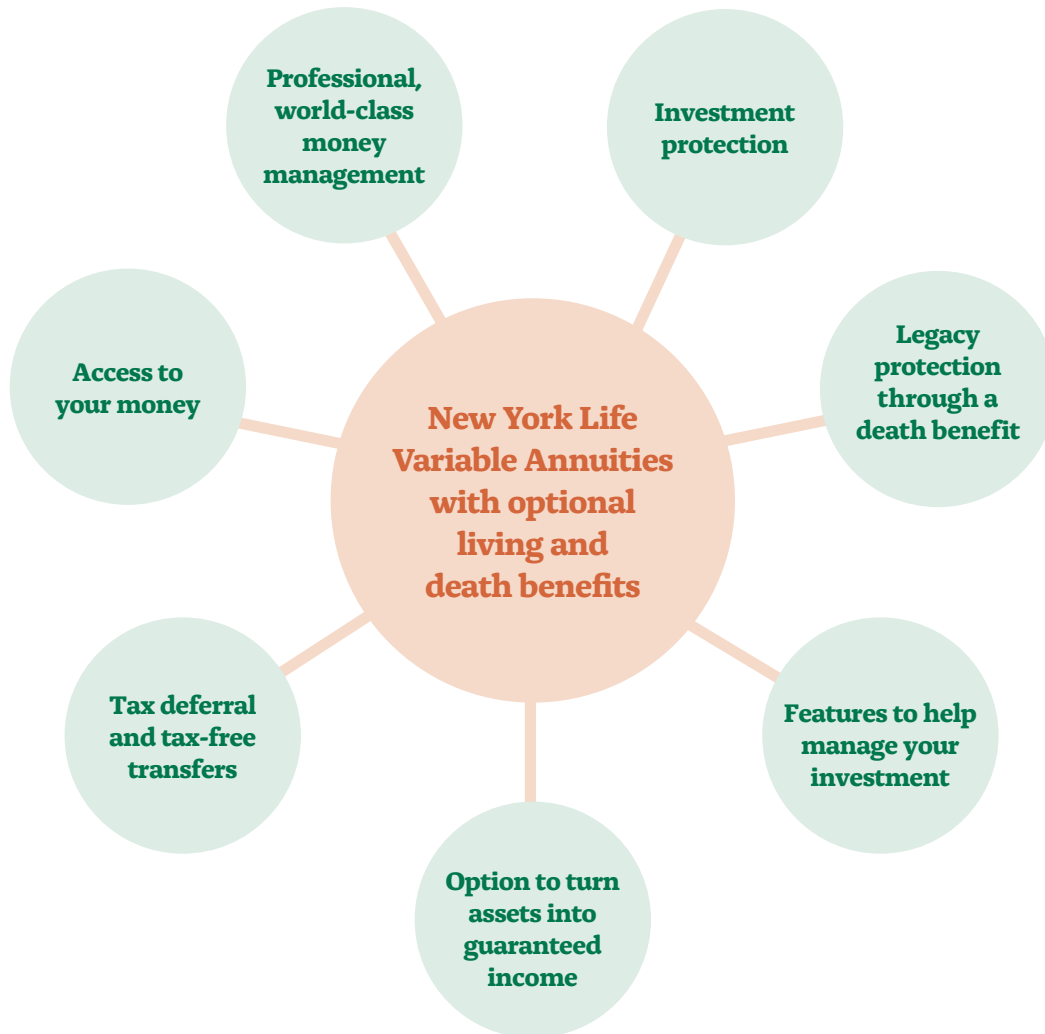 Professional,
world-class
money
management
Investment
protection
Access to
your money
Legacy
protection
through a
death benefit
New York Life
Variable Annuities
with optional
living and
death benefits
Tax deferral
and tax-free
transfers
Features to help
manage your
investment
Option to turn
assets into
guaranteed
income